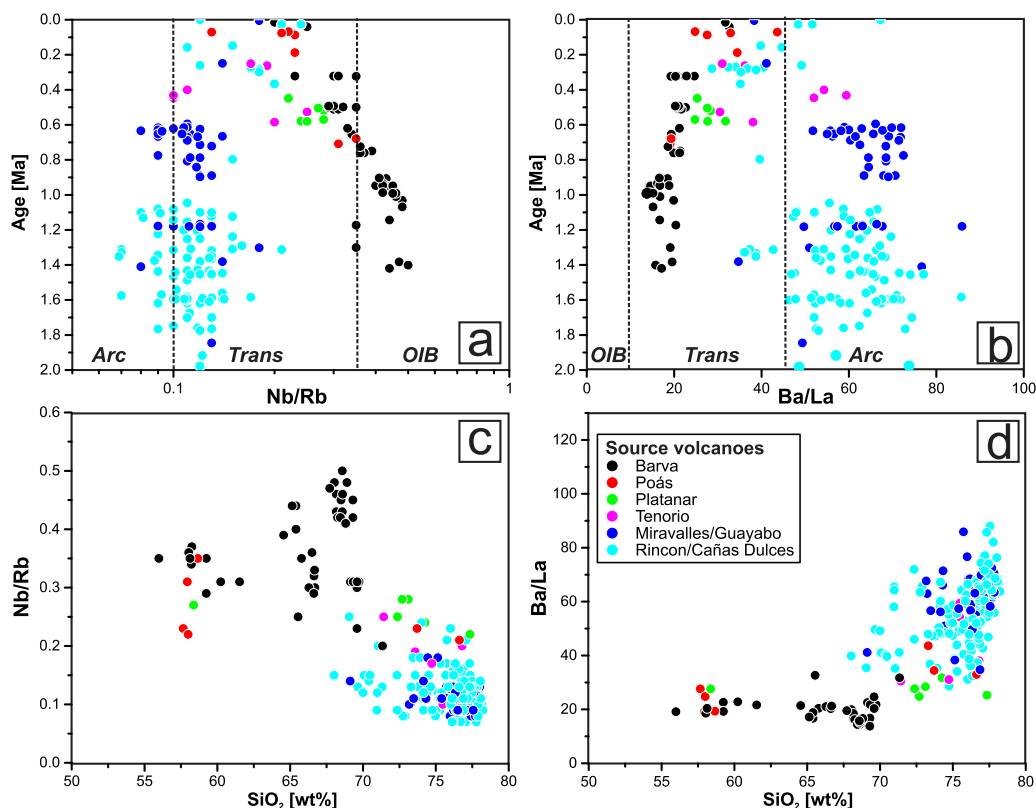 0.0
0.2
0.4
0.6
0.8
1.0
1.2
1.4
1.6
1.8
2.0
Age [Ma]
Arc
Trans
OIB
a
0.1
1
Nb/Rb
0.0
0.2
0.4
0.6
0.8
1.0
1.2
1.4
1.6
1.8
2.0
Age [Ma]
OIB
Trans
Arc
b
0
20
40
60
80
100
Ba/La
0.6
0.5
0.4
0.3
0.2
0.1
0.0
Nb/Rb
c
50
55
60
65
70
75
80
SiO₂ [wt%]
120
100
80
60
40
20
0
Ba/La
d
Source volcanoes
Barva
Poás
Platanar
Tenorio
Miravalles/Guayabo
Rincon/Cañas Dulces
50
55
60
65
70
75
80
SiO₂ [wt%]